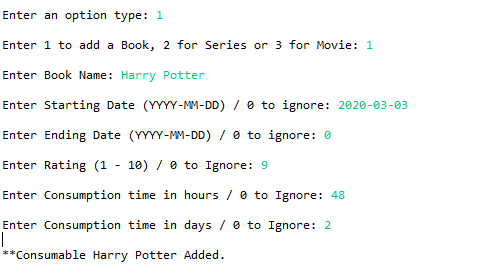 Enter an option type: 1
Enter 1 to add a Book, 2 for Series or 3 for Movie: 1
Enter Book Name: Harry Potter
Enter Starting Date (YYYY-MM-DD) / 0 to ignore: 2020-03-03
Enter Ending Date (YYYY-MM-DD) / 0 to ignore: 0
Enter Rating (1 - 10) / 0 to Ignore: 9
Enter Consumption time in hours / 0 to Ignore: 48
Enter Consumption time in days / 0 to Ignore: 2
**Consumable Harry Potter Added.